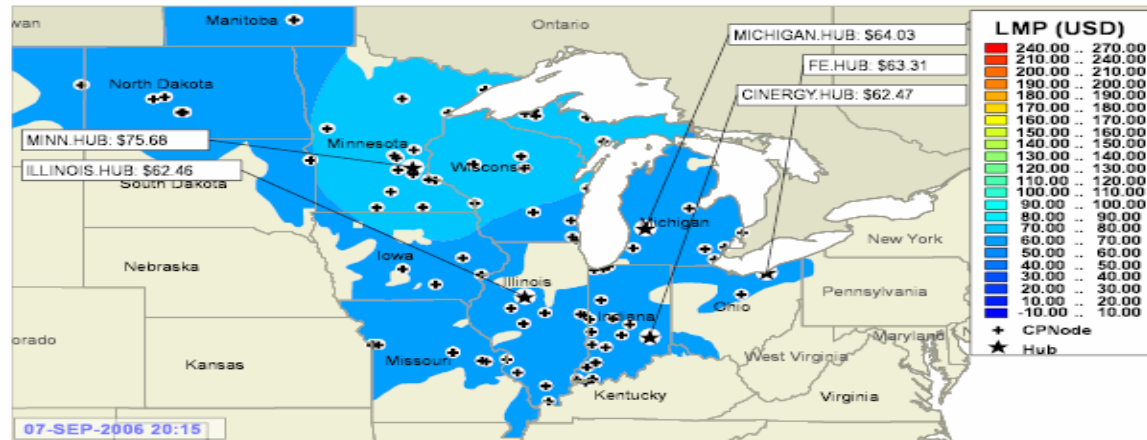 Manitoba
Ontario
wan
North Dakota
Minnesota
Wiscons
South Dakota
Michigan
Iowa
Nebraska
Illinois
Indiana
Ohio
New York
Pennsylvania
Maryland
West Virginia
Virginia
Kentucky
Missouri
Kansas
orado
MICHIGAN.HUB: $64.03
FE.HUB: $63.31
CINERGY.HUB: $62.47
MINN.HUB: $75.68
ILLINOIS.HUB: $62.46
LMP (USD)
240.00 .. 270.00
210.00 .. 240.00
200.00 .. 210.00
190.00 .. 200.00
180.00 .. 190.00
170.00 .. 180.00
160.00 .. 170.00
150.00 .. 160.00
140.00 .. 150.00
130.00 .. 140.00
120.00 .. 130.00
110.00 .. 120.00
100.00 .. 110.00
90.00 .. 100.00
80.00 .. 90.00
70.00 .. 80.00
60.00 .. 70.00
50.00 .. 60.00
40.00 .. 50.00
30.00 .. 40.00
20.00 .. 30.00
10.00 .. 20.00
-10.00 .. 10.00
CPNode
Hub
07-SEP-2006 20:15